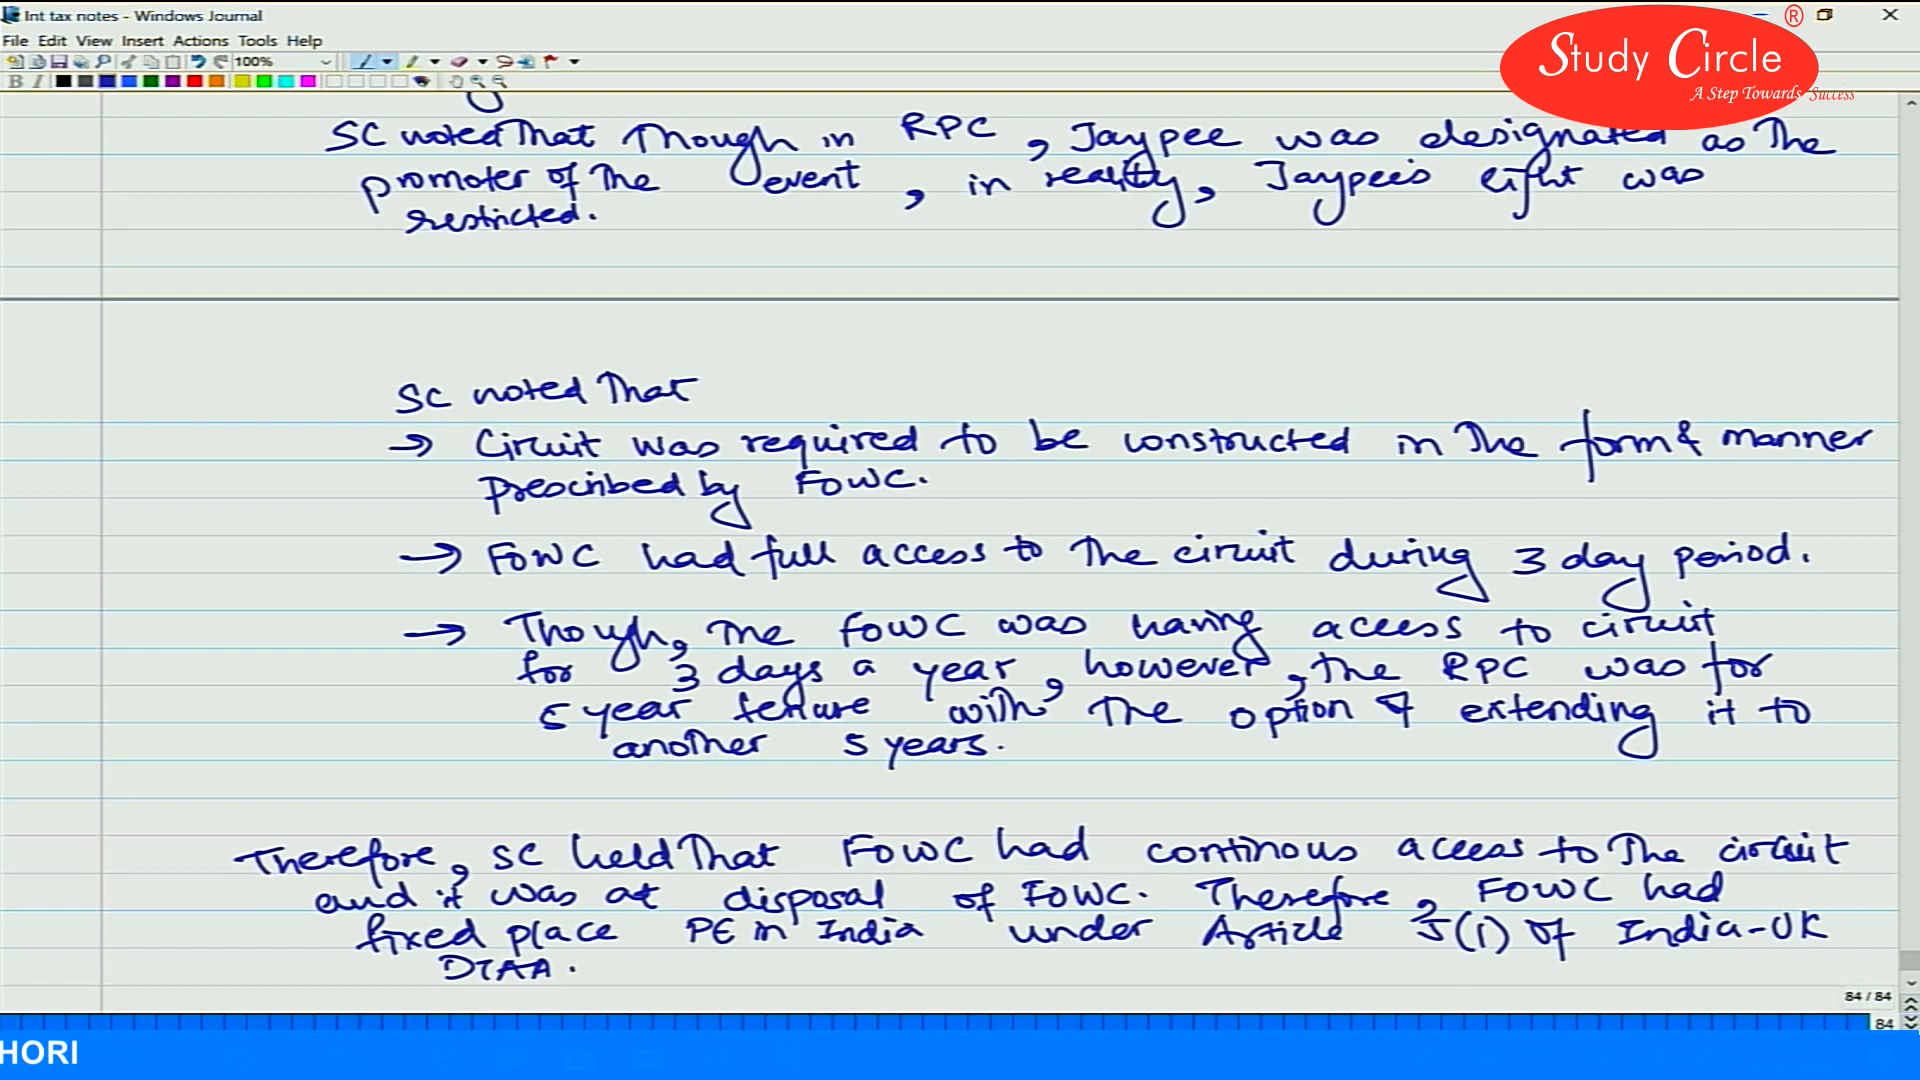 Int tax notes - Windows Journal
File Edit View Insert Actions Tools Help
100%
B I
Study Circle ®
A Step Towards Success
SC noted that though in RPC, Jaypee was designated as the
promoter of the event, in reality, Jaypee's right was
restricted.
SC noted that
→ Circuit was required to be constructed in the form & manner
prescribed by FOWC.
→ FOWC had full access to the circuit during 3 day period.
→ Though, the FOWC was having access to circuit
for 3 days a year, however, the RPC was for
5 year tenure with the option of extending it to
another 5 years.
Therefore, SC held that FOWC had continous access to the circuit
and it was at disposal of FOWC. Therefore, FOWC had
fixed place PE in India under Article 5(1) of India-UK
DTAA.
84 / 84
84
HORI